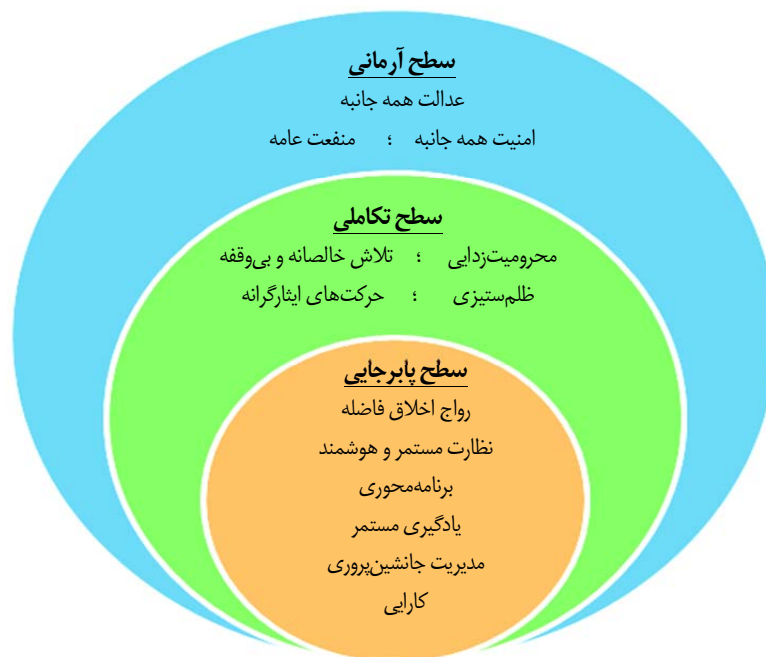 سطح آرمانی
عدالت همه جانبه
امنیت همه جانبه ؛ منفعت عامه
سطح تکاملی
محرومیت‌زدایی ؛ تلاش خالصانه و بی‌وقفه
ظلم‌ستیزی ؛ حرکت‌های ایثارگرانه
سطح پابرجایی
رواج اخلاق فاضله
نظارت مستمر و هوشمند
برنامه‌محوری
یادگیری مستمر
مدیریت جانشین‌پروری
کارایی